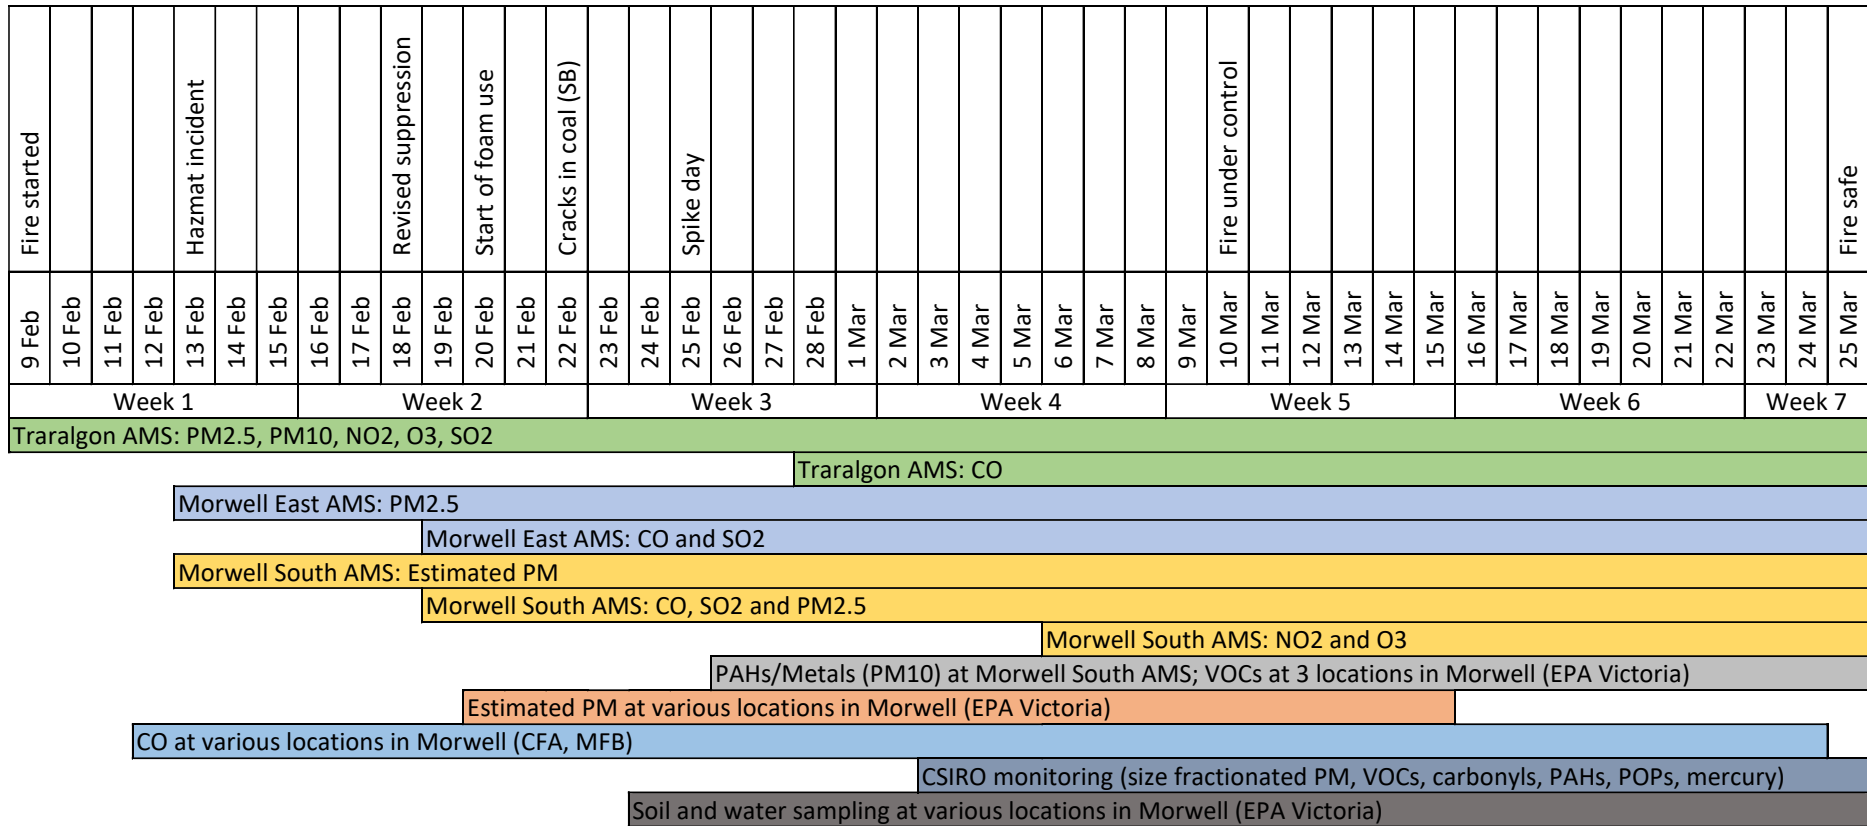 Fire started
Hazmat incident
Revised suppression
Start of foam use
Cracks in coal (SB)
Spike day
Fire under control
Fire safe
9 Feb
10 Feb
11 Feb
12 Feb
13 Feb
14 Feb
15 Feb
16 Feb
17 Feb
18 Feb
19 Feb
20 Feb
21 Feb
22 Feb
23 Feb
24 Feb
25 Feb
26 Feb
27 Feb
28 Feb
1 Mar
2 Mar
3 Mar
4 Mar
5 Mar
6 Mar
7 Mar
8 Mar
9 Mar
10 Mar
11 Mar
12 Mar
13 Mar
14 Mar
15 Mar
16 Mar
17 Mar
18 Mar
19 Mar
20 Mar
21 Mar
22 Mar
23 Mar
24 Mar
25 Mar
Week 1 Week 2 Week 3 Week 4 Week 5 Week 6 Week 7
Traralgon AMS: PM2.5, PM10, NO2, O3, SO2
Traralgon AMS: CO
Morwell East AMS: PM2.5
Morwell East AMS: CO and SO2
Morwell South AMS: Estimated PM
Morwell South AMS: CO, SO2 and PM2.5
Morwell South AMS: NO2 and O3
PAHs/Metals (PM10) at Morwell South AMS; VOCs at 3 locations in Morwell (EPA Victoria)
Estimated PM at various locations in Morwell (EPA Victoria)
CO at various locations in Morwell (CFA, MFB)
CSIRO monitoring (size fractionated PM, VOCs, carbonyls, PAHs, POPs, mercury)
Soil and water sampling at various locations in Morwell (EPA Victoria)